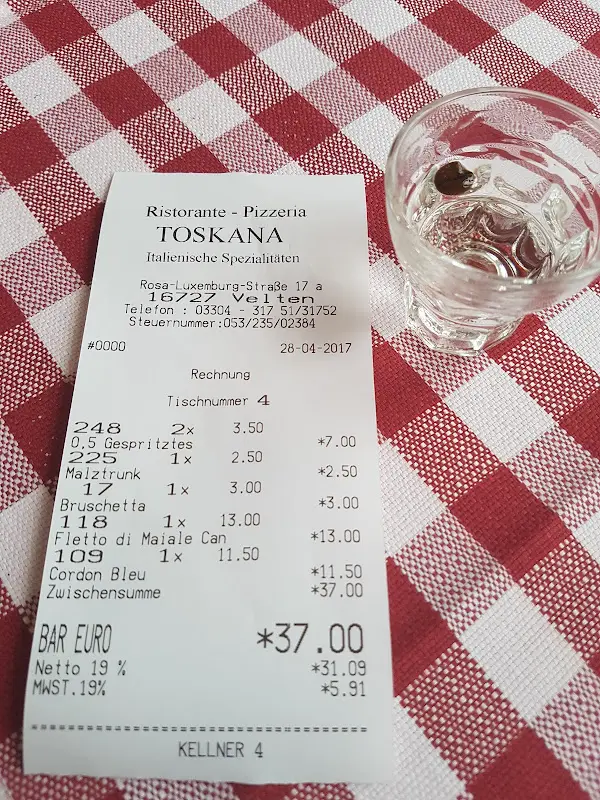 Ristorante - Pizzeria
TOSKANA
Italienische Spezialitäten
Rosa-Luxemburg-Straße 17 a
16727 Velten
Telefon : 03304 - 317 51/31752
Steuernummer:053/235/02384
#0000 28-04-2017
Rechnung
Tischnummer 4
248 2x 3.50
0,5 Gespritztes *7.00
225 1x 2.50
Malztrunk *2.50
17 1x 3.00
Bruschetta *3.00
118 1x 13.00
Fletto di Maiale Can *13.00
109 1x 11.50
Cordon Bleu *11.50
Zwischensumme *37.00
BAR EURO *37.00
Netto 19 % *31.09
MWST.19% *5.91
KELLNER 4